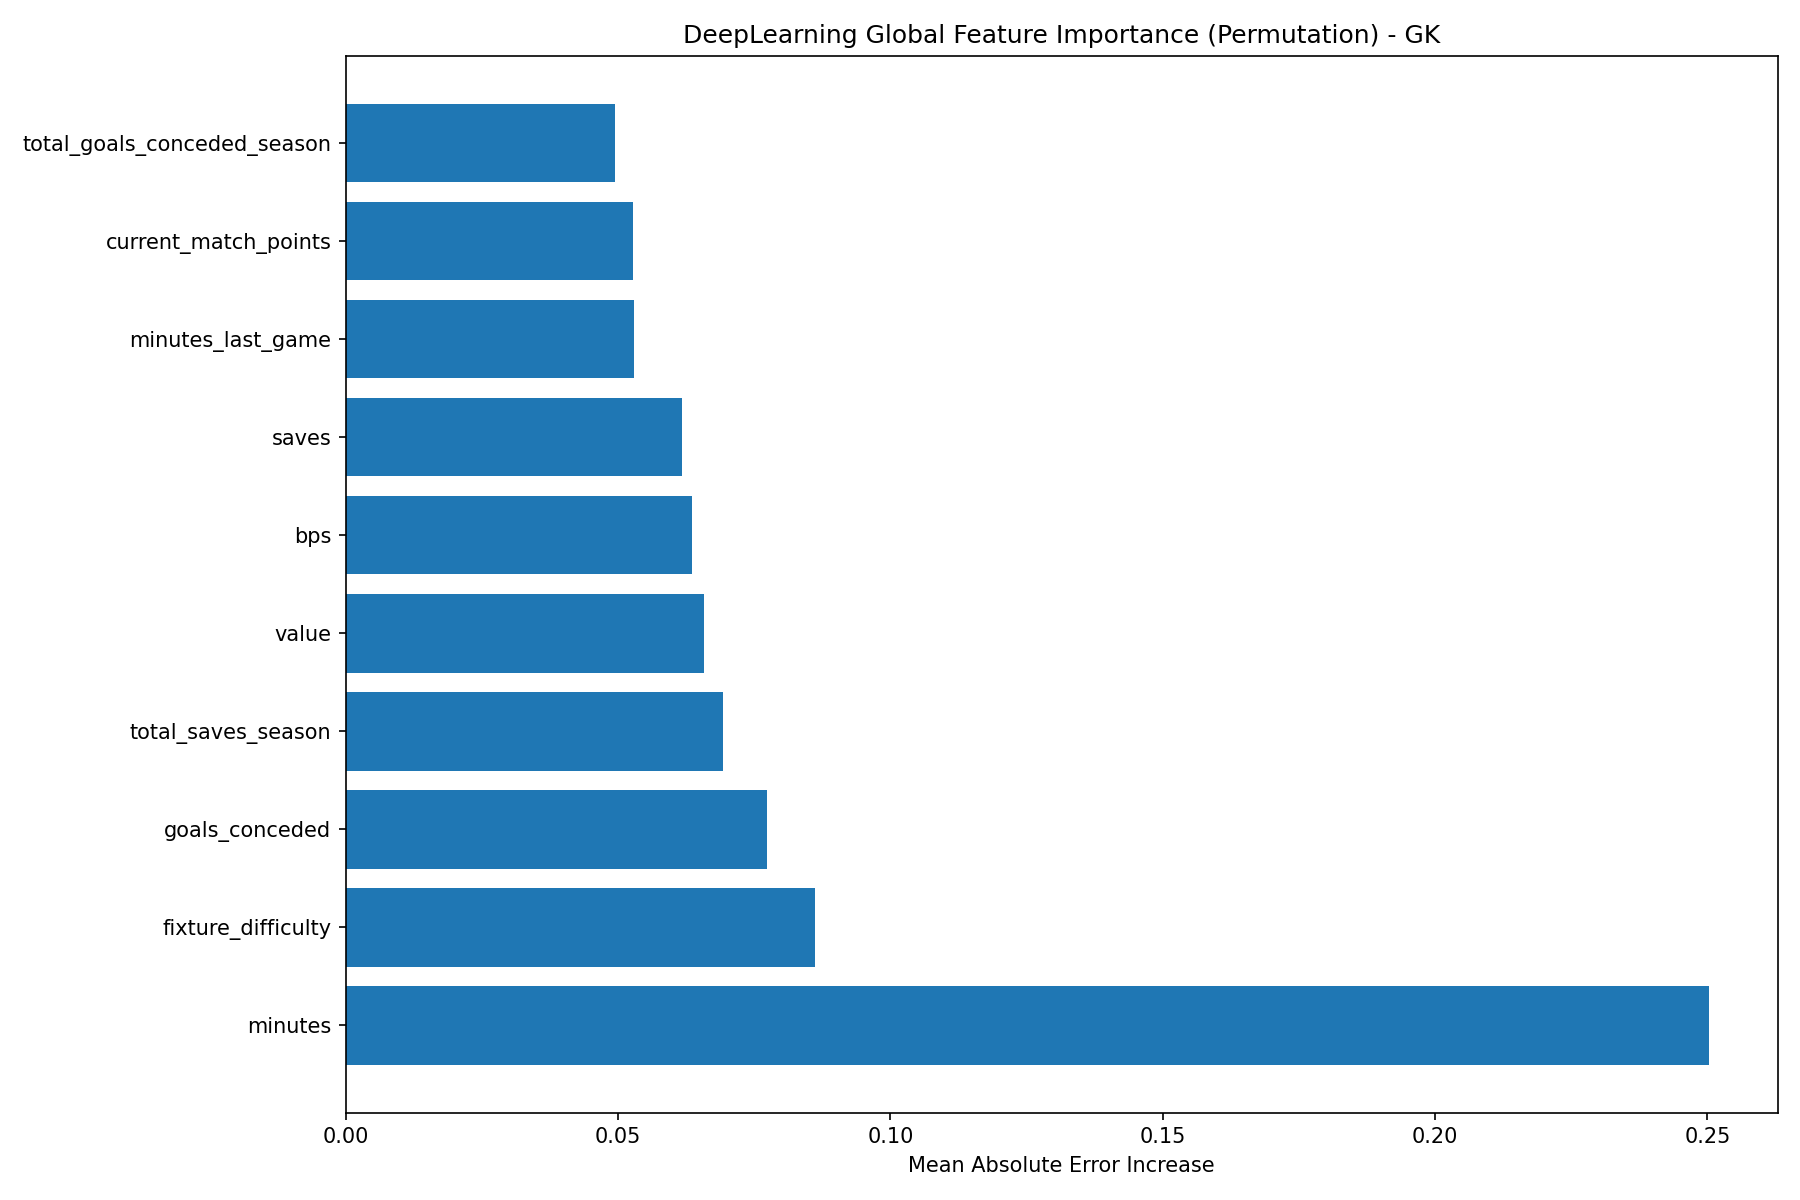 DeepLearning Global Feature Importance (Permutation) - GK
total_goals_conceded_season
current_match_points
minutes_last_game
saves
bps
value
total_saves_season
goals_conceded
fixture_difficulty
minutes
0.00 0.05 0.10 0.15 0.20 0.25
Mean Absolute Error Increase